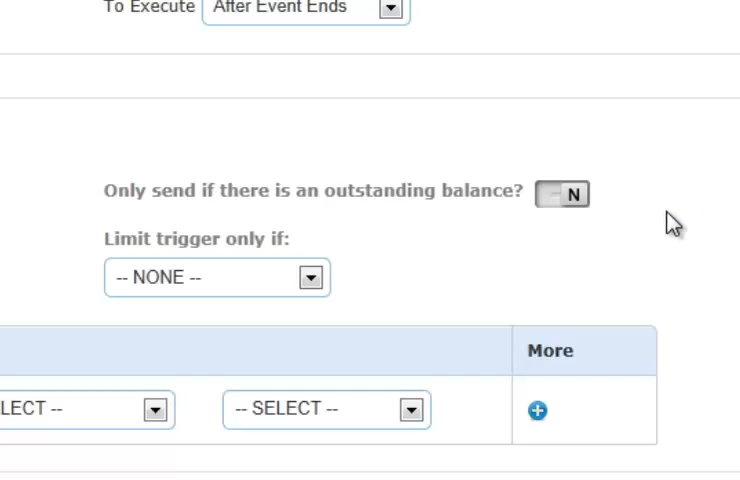 To Execute After Event Ends
Only send if there is an outstanding balance? N
Limit trigger only if:
-- NONE --
More
LECT -- -- SELECT --